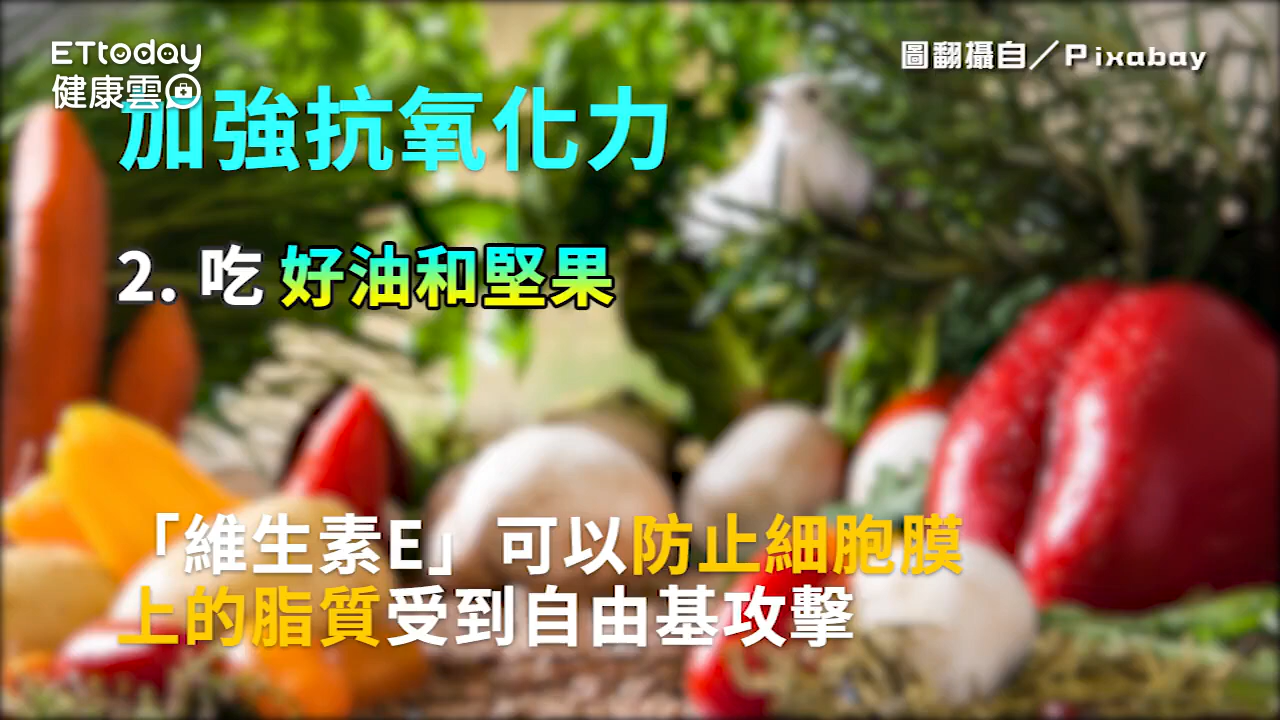 ETtoday
健康雲
圖翻攝自／Pixabay
加強抗氧化力
2. 吃 好油和堅果
「維生素E」可以防止細胞膜
上的脂質受到自由基攻擊